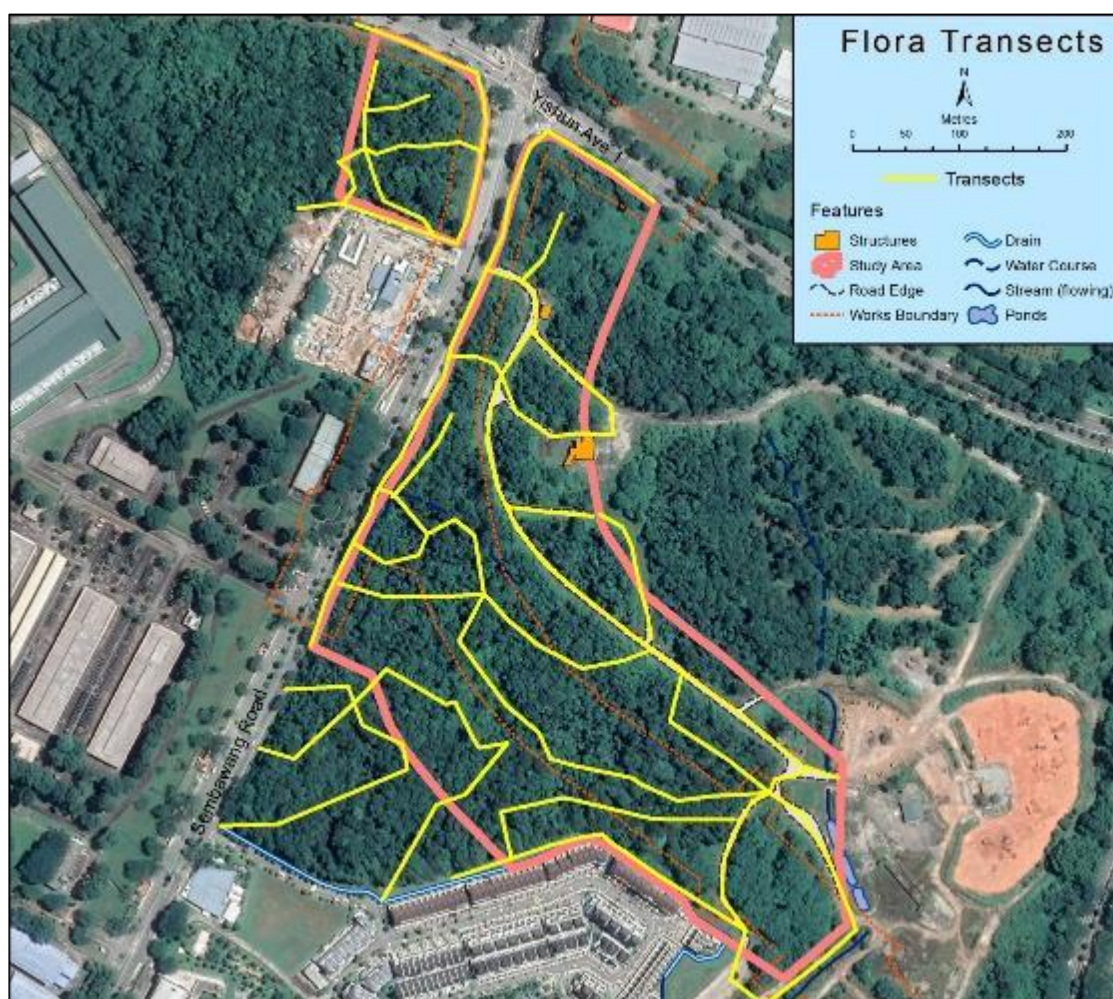 Flora Transects
N
Metres
0 50 100 200
Transects
Features
Structures
Study Area
Road Edge
Works Boundary
Drain
Water Course
Stream (flowing)
Ponds
Yishun Ave 1
Sembawang Road